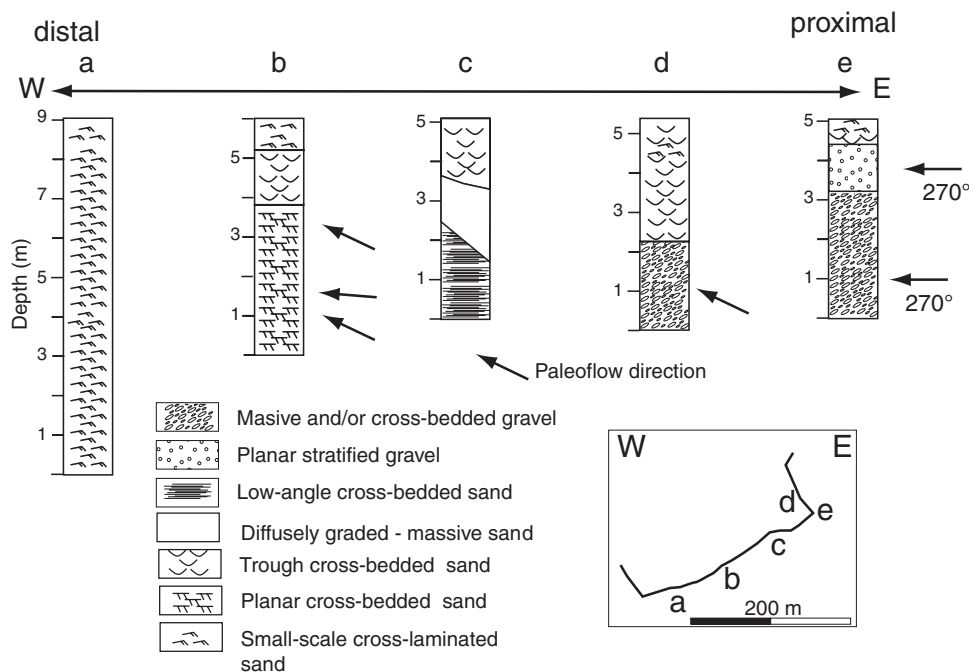 distal
proximal
a b c d e
W E
Depth (m)
9
7
5
3
1
5
3
1
5
3
1
5
3
1
5
3
1
270°
270°
Paleoflow direction
Masive and/or cross-bedded gravel
Planar stratified gravel
Low-angle cross-bedded sand
Diffusely graded - massive sand
Trough cross-bedded sand
Planar cross-bedded sand
Small-scale cross-laminated
sand
W E
d
e
c
b
a
200 m